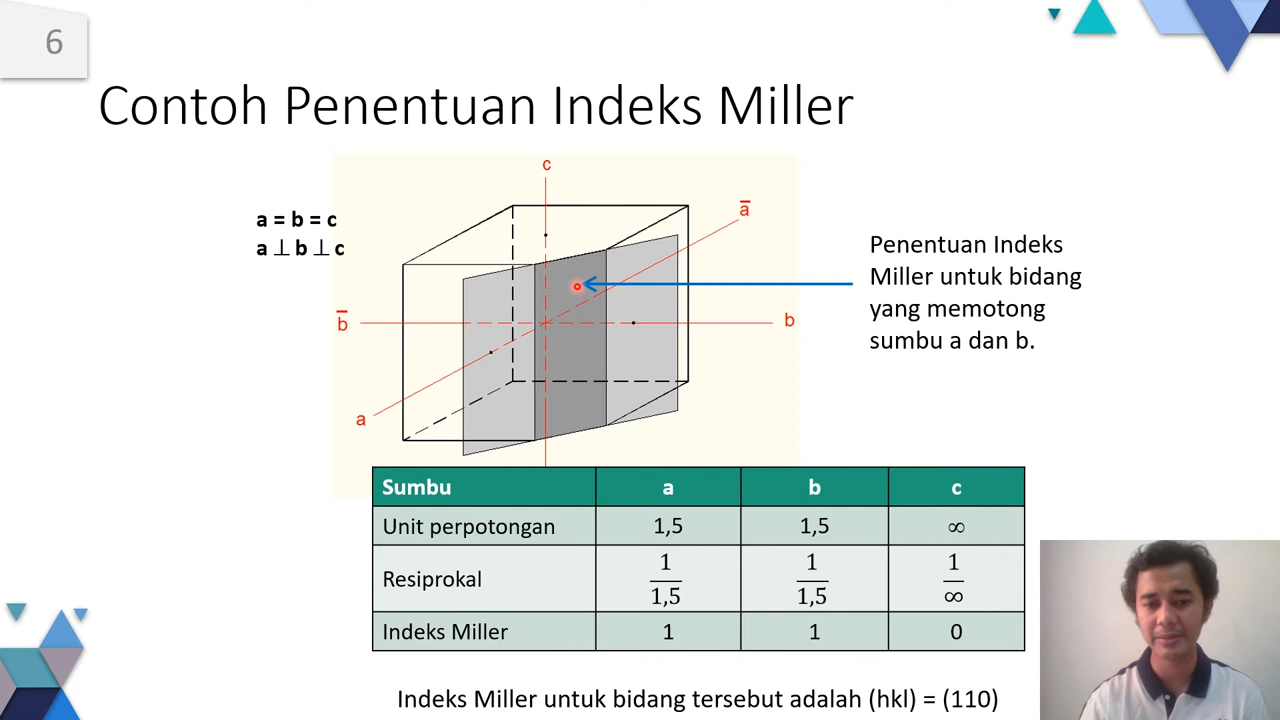 6
Contoh Penentuan Indeks Miller
a = b = c
a ⊥ b ⊥ c
c
a̅
b̅
b
a
Penentuan Indeks
Miller untuk bidang
yang memotong
sumbu a dan b.
Sumbu a b c
Unit perpotongan 1,5 1,5 ∞
Resiprokal 1/1,5 1/1,5 1/∞
Indeks Miller 1 1 0
Indeks Miller untuk bidang tersebut adalah (hkl) = (110)